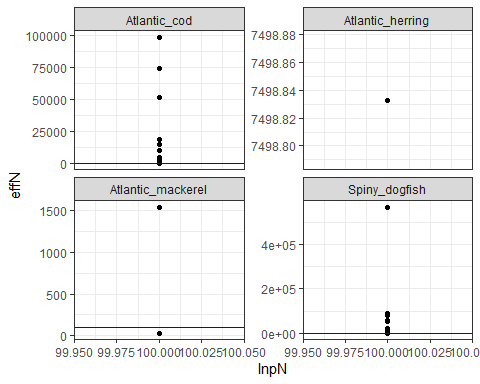 Atlantic_cod
Atlantic_herring
100000
75000
50000
25000
0
7498.88
7498.86
7498.84
7498.82
7498.80
effN
Atlantic_mackerel
Spiny_dogfish
1500
1000
500
0
4e+05
2e+05
0e+00
99.950 99.975 100.000 100.025 100.050
99.950 99.975 100.000 100.025 100.0
InpN